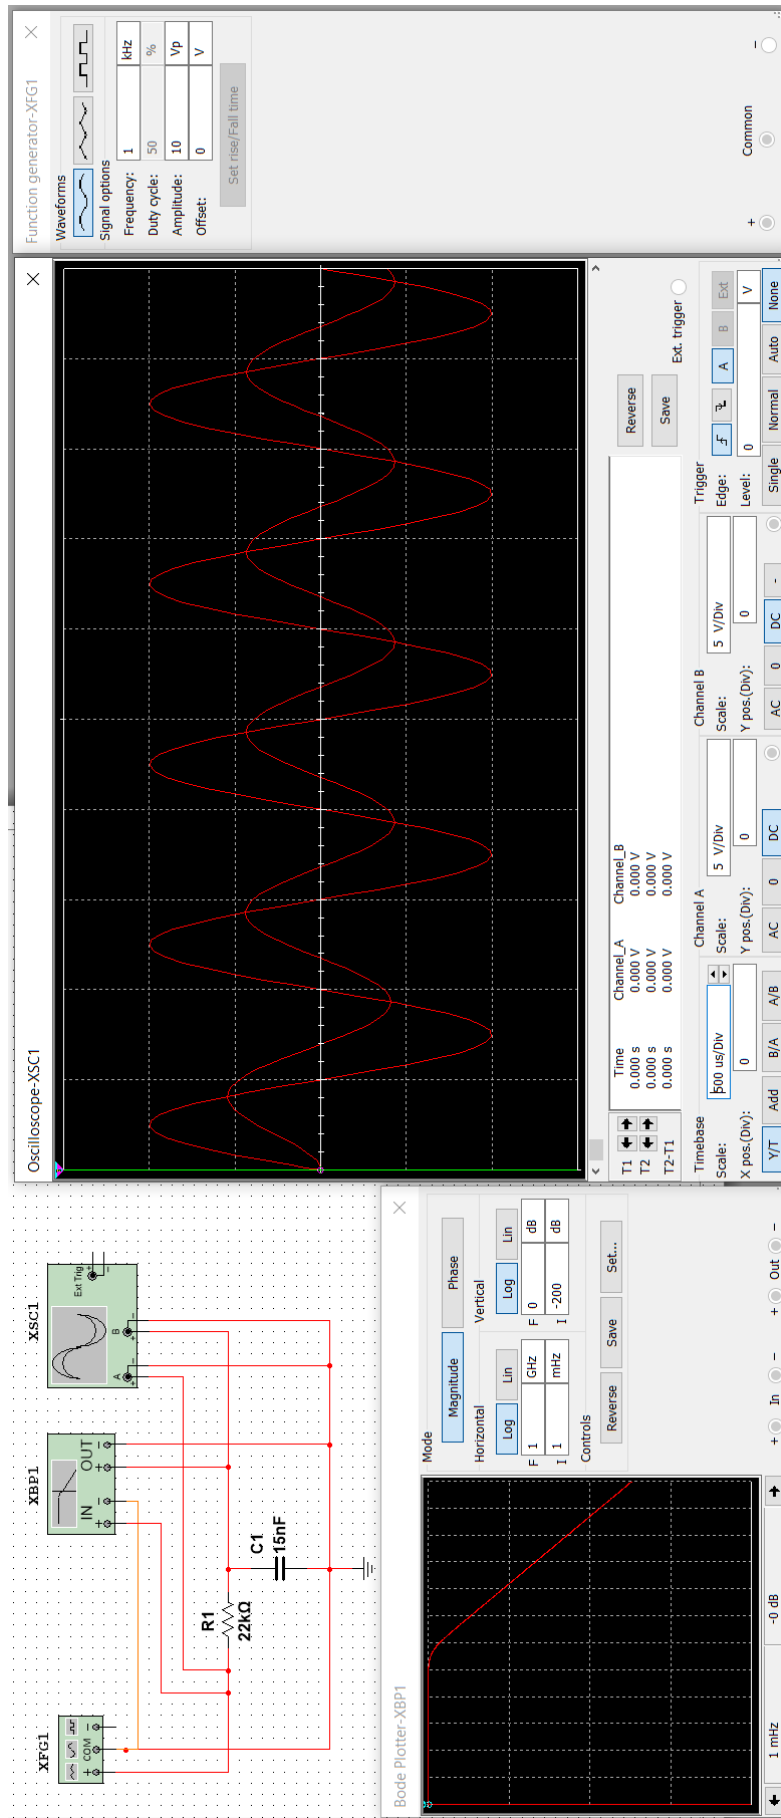 XFG1
COM
XBP1
IN OUT
XSC1
Ext Trig
A B
R1
22kΩ
C1
15nF
Oscilloscope-XSC1
Time Channel_A Channel_B
T1 0.000 s 0.000 V 0.000 V
T2 0.000 s 0.000 V 0.000 V
T2-T1 0.000 s 0.000 V 0.000 V
Reverse
Save
Ext. trigger
Timebase
Scale: 500 us/Div
X pos.(Div): 0
Y/T Add B/A A/B
Channel A
Scale: 5 V/Div
Y pos.(Div): 0
AC 0 DC
Channel B
Scale: 5 V/Div
Y pos.(Div): 0
AC 0 DC -
Trigger
Edge: A B Ext
Level: 0 V
Single Normal Auto None
Function generator-XFG1
Waveforms
Signal options
Frequency: 1 kHz
Duty cycle: 50 %
Amplitude: 10 Vp
Offset: 0 V
Set rise/Fall time
+ Common −
Bode Plotter-XBP1
Mode
Magnitude Phase
Horizontal Vertical
Log Lin Log Lin
F 1 GHz F 0 dB
I 1 mHz I -200 dB
Controls
Reverse Save Set...
1 mHz -0 dB
+ In − + Out −